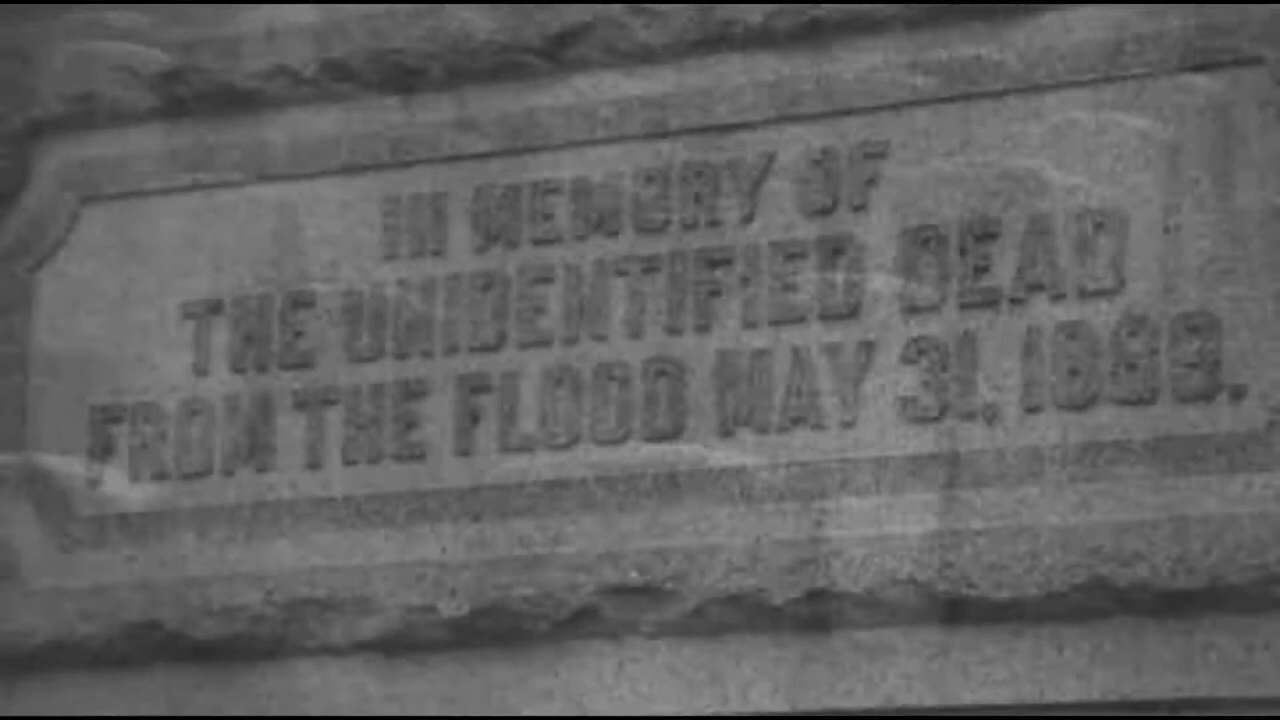 IN MEMORY OF
THE UNIDENTIFIED DEAD
FROM THE FLOOD MAY 31, 1889.